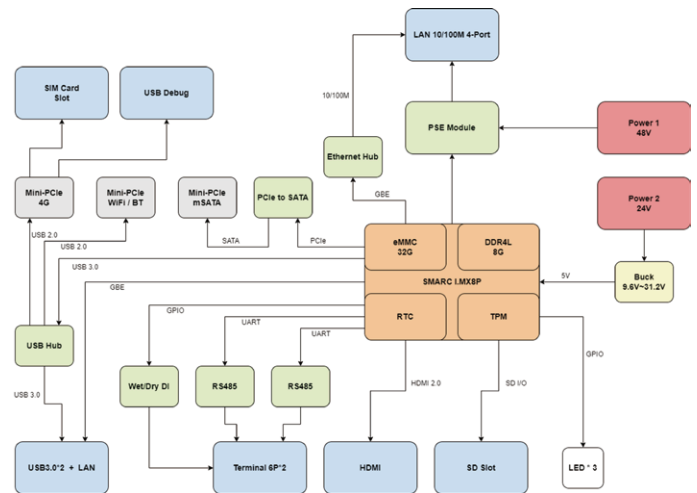 LAN 10/100M 4-Port
SIM Card
Slot
USB Debug
10/100M
PSE Module
Power 1
48V
Ethernet Hub
Mini-PCIe
4G
Mini-PCIe
WiFi / BT
Mini-PCIe
mSATA
PCIe to SATA
Power 2
24V
GBE
USB 2.0
USB 2.0
SATA
PCIe
eMMC
32G
DDR4L
8G
USB 3.0
SMARC I.MX8P
5V
Buck
9.6V~31.2V
GBE
GPIO
UART
UART
RTC
TPM
USB Hub
GPIO
USB 3.0
Wet/Dry DI
RS485
RS485
HDMI 2.0
SD I/O
USB3.0*2 + LAN
Terminal 6P*2
HDMI
SD Slot
LED * 3